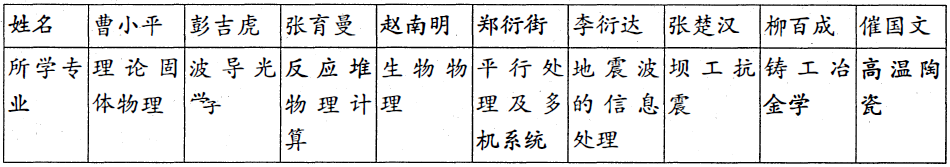 姓名 曹小平 彭吉虎 张育曼 赵南明 郑衍街 李衍达 张楚汉 柳百成 催国文
所学专 理论固 波导光 反应堆 生物物 平行处 地震波 坝工抗 铸工冶 高温陶
业 体物理 学子 物理计 理 理及多 的信息 震 金学 瓷
算 机系统 处理